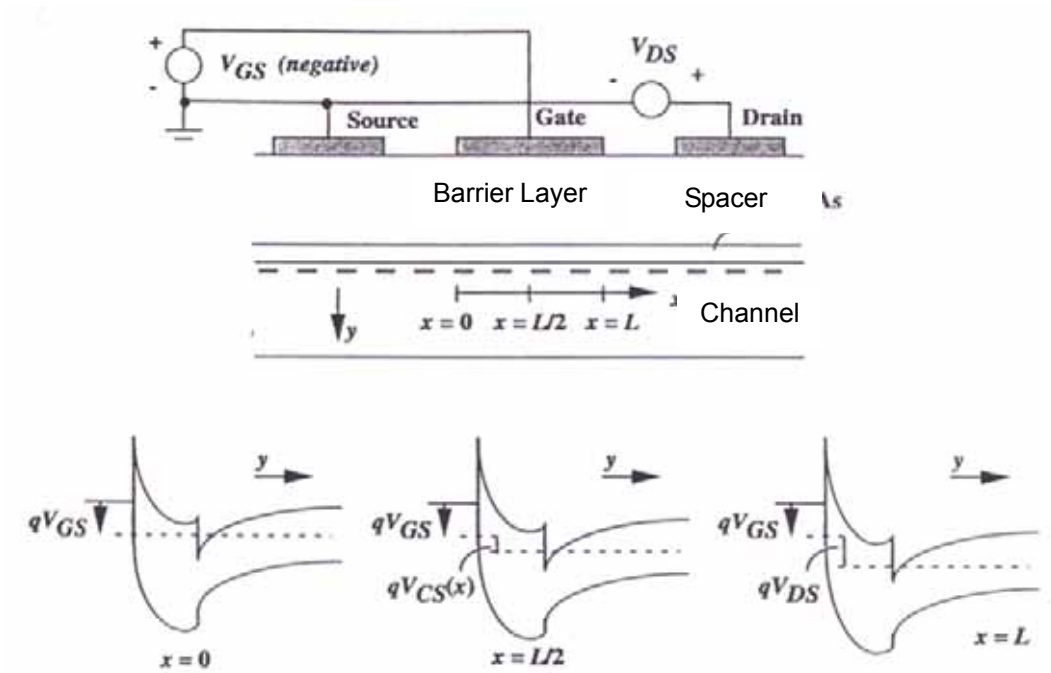 +
V_GS (negative)
-
V_DS
- +
Source Gate Drain
Barrier Layer Spacer As
x = 0 x = L/2 x = L
Channel
y
y y y
qV_GS qV_GS qV_GS
qV_CS(x) qV_DS
x = 0 x = L/2 x = L